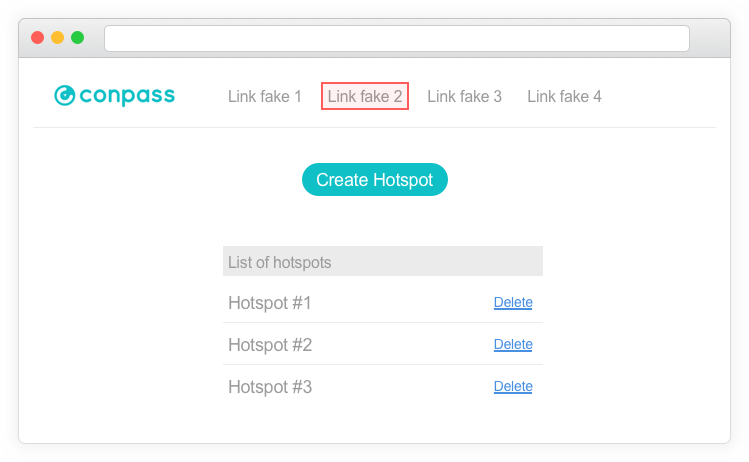 conpass
Link fake 1 Link fake 2 Link fake 3 Link fake 4
Create Hotspot
List of hotspots
Hotspot #1 Delete
Hotspot #2 Delete
Hotspot #3 Delete